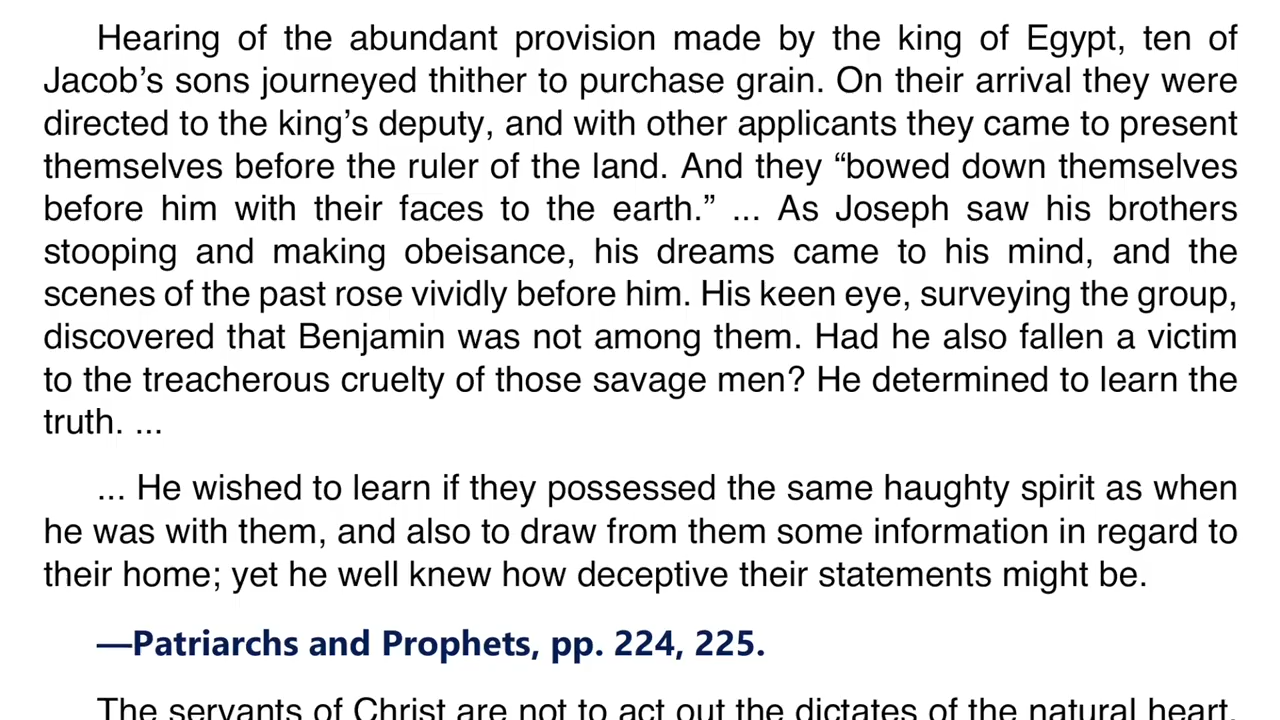 Hearing of the abundant provision made by the king of Egypt, ten of
Jacob’s sons journeyed thither to purchase grain. On their arrival they were
directed to the king’s deputy, and with other applicants they came to present
themselves before the ruler of the land. And they “bowed down themselves
before him with their faces to the earth.” ... As Joseph saw his brothers
stooping and making obeisance, his dreams came to his mind, and the
scenes of the past rose vividly before him. His keen eye, surveying the group,
discovered that Benjamin was not among them. Had he also fallen a victim
to the treacherous cruelty of those savage men? He determined to learn the
truth. ...
... He wished to learn if they possessed the same haughty spirit as when
he was with them, and also to draw from them some information in regard to
their home; yet he well knew how deceptive their statements might be.
—Patriarchs and Prophets, pp. 224, 225.
The servants of Christ are not to act out the dictates of the natural heart.